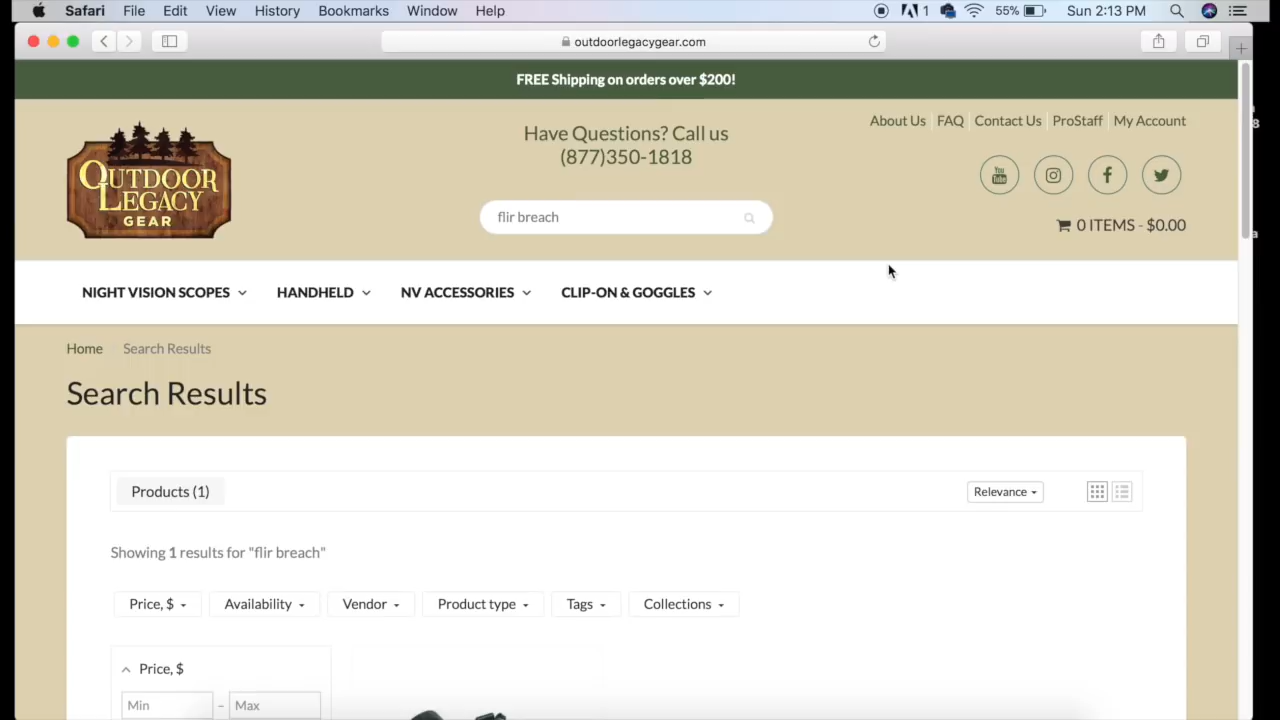 Safari File Edit View History Bookmarks Window Help 1 55% Sun 2:13 PM
outdoorlegacygear.com
FREE Shipping on orders over $200!
OUTDOOR
LEGACY
GEAR
Have Questions? Call us
(877)350-1818
About Us FAQ Contact Us ProStaff My Account
You
Tube
flir breach
0 ITEMS - $0.00
NIGHT VISION SCOPES HANDHELD NV ACCESSORIES CLIP-ON & GOGGLES
Home Search Results
Search Results
Products (1) Relevance
Showing 1 results for "flir breach"
Price, $ Availability Vendor Product type Tags Collections
Price, $
Min – Max